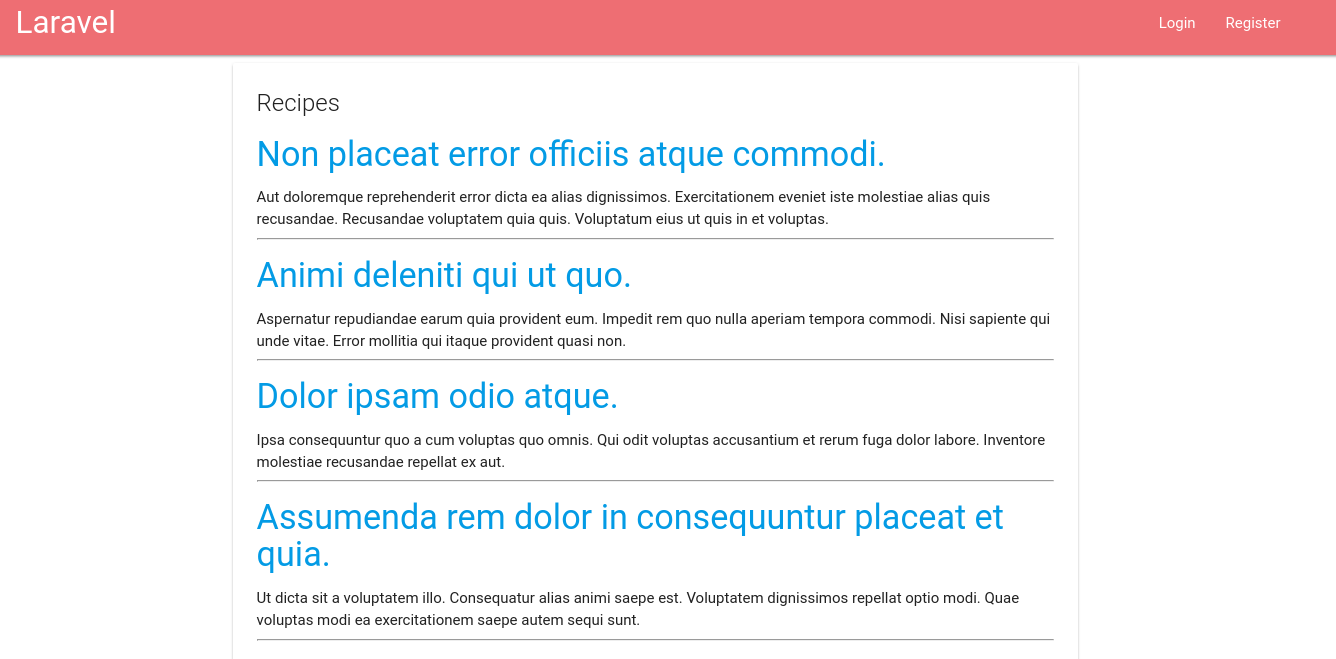 Laravel
Login
Register
Recipes
Non placeat error officiis atque commodi.
Aut doloremque reprehenderit error dicta ea alias dignissimos. Exercitationem eveniet iste molestiae alias quis
recusandae. Recusandae voluptatem quia quis. Voluptatum eius ut quis in et voluptas.
Animi deleniti qui ut quo.
Aspernatur repudiandae earum quia provident eum. Impedit rem quo nulla aperiam tempora commodi. Nisi sapiente qui
unde vitae. Error mollitia qui itaque provident quasi non.
Dolor ipsam odio atque.
Ipsa consequuntur quo a cum voluptas quo omnis. Qui odit voluptas accusantium et rerum fuga dolor labore. Inventore
molestiae recusandae repellat ex aut.
Assumenda rem dolor in consequuntur placeat et
quia.
Ut dicta sit a voluptatem illo. Consequatur alias animi saepe est. Voluptatem dignissimos repellat optio modi. Quae
voluptas modi ea exercitationem saepe autem sequi sunt.